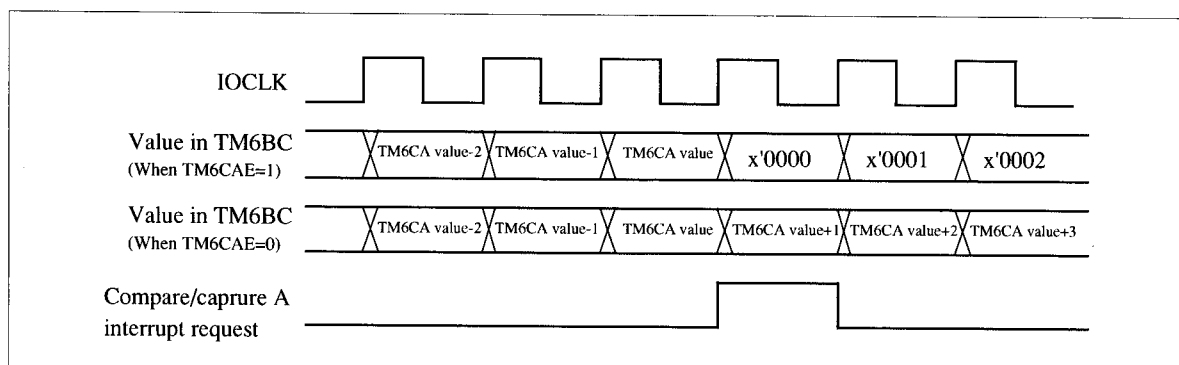 IOCLK
Value in TM6BC
(When TM6CAE=1)
TM6CA value-2 TM6CA value-1 TM6CA value x'0000 x'0001 x'0002
Value in TM6BC
(When TM6CAE=0)
TM6CA value-2 TM6CA value-1 TM6CA value TM6CA value+1 TM6CA value+2 TM6CA value+3
Compare/caprure A
interrupt request